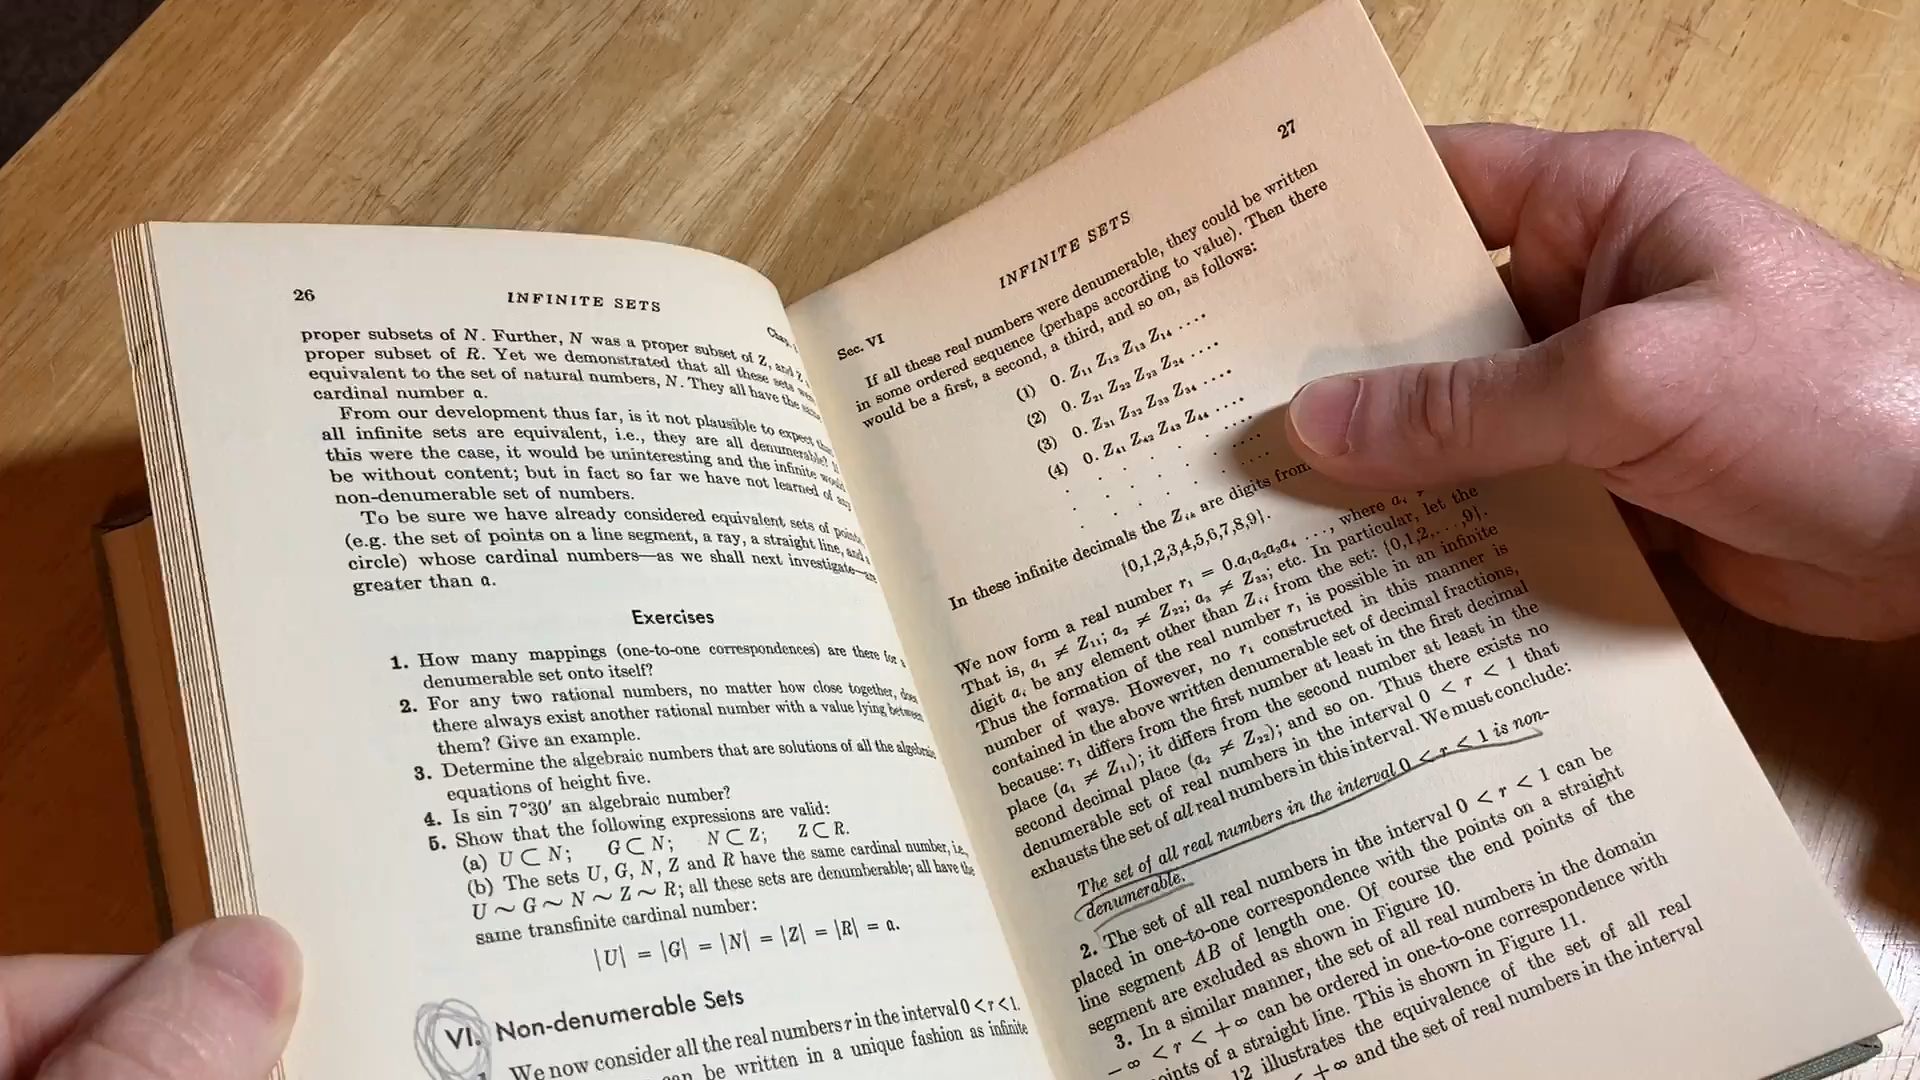 26
INFINITE SETS
Chap.
proper subsets of N. Further, N was a proper subset of Z, and Z
proper subset of R. Yet we demonstrated that all these sets were
equivalent to the set of natural numbers, N. They all have the same
cardinal number a.
From our development thus far, is it not plausible to expect that
all infinite sets are equivalent, i.e., they are all denumerable? If
this were the case, it would be uninteresting and the infinite would
be without content; but in fact so far we have not learned of any
non-denumerable set of numbers.
To be sure we have already considered equivalent sets of points
(e.g. the set of points on a line segment, a ray, a straight line, and a
circle) whose cardinal numbers—as we shall next investigate—are
greater than a.
Exercises
1. How many mappings (one-to-one correspondences) are there for a
denumerable set onto itself?
2. For any two rational numbers, no matter how close together, does
there always exist another rational number with a value lying between
them? Give an example.
3. Determine the algebraic numbers that are solutions of all the algebraic
equations of height five.
4. Is sin 7°30′ an algebraic number?
5. Show that the following expressions are valid:
(a) U ⊂ N; G ⊂ N; N ⊂ Z; Z ⊂ R.
(b) The sets U, G, N, Z and R have the same cardinal number, i.e.,
U ~ G ~ N ~ Z ~ R; all these sets are denumberable; all have the
same transfinite cardinal number:
|U| = |G| = |N| = |Z| = |R| = a.
VI. Non-denumerable Sets
1. We now consider all the real numbers r in the interval 0 < r < 1.
can be written in a unique fashion as infinite
27
INFINITE SETS
Sec. VI
If all these real numbers were denumerable, they could be written
in some ordered sequence (perhaps according to value). Then there
would be a first, a second, a third, and so on, as follows:
(1) 0. Z₁₁ Z₁₂ Z₁₃ Z₁₄ ....
(2) 0. Z₂₁ Z₂₂ Z₂₃ Z₂₄ ....
(3) 0. Z₃₁ Z₃₂ Z₃₃ Z₃₄ ....
(4) 0. Z₄₁ Z₄₂ Z₄₃ Z₄₄ ....
In these infinite decimals the Zᵢₖ are digits from
{0,1,2,3,4,5,6,7,8,9}.
We now form a real number r₁ = 0.a₁a₂a₃a₄ ...., where aᵢ
That is, a₁ ≠ Z₁₁; a₂ ≠ Z₂₂; a₃ ≠ Z₃₃; etc. In particular, let the
digit aᵢ be any element other than Zᵢᵢ from the set: {0,1,2,...,9}.
Thus the formation of the real number r₁ is possible in an infinite
number of ways. However, no r₁ constructed in this manner is
contained in the above written denumerable set of decimal fractions,
because: r₁ differs from the first number at least in the first decimal
place (a₁ ≠ Z₁₁); it differs from the second number at least in the
second decimal place (a₂ ≠ Z₂₂); and so on. Thus there exists no
denumerable set of real numbers in the interval 0 < r < 1 that
exhausts the set of all real numbers in this interval. We must conclude:
The set of all real numbers in the interval 0 < r < 1 is non-
denumerable.
2. The set of all real numbers in the interval 0 < r < 1 can be
placed in one-to-one correspondence with the points on a straight
line segment AB of length one. Of course the end points of the
segment are excluded as shown in Figure 10.
3. In a similar manner, the set of all real numbers in the domain
−∞ < r < +∞ can be ordered in one-to-one correspondence with
points of a straight line. This is shown in Figure 11.
12 illustrates the equivalence of the set of all real
< +∞ and the set of real numbers in the interval